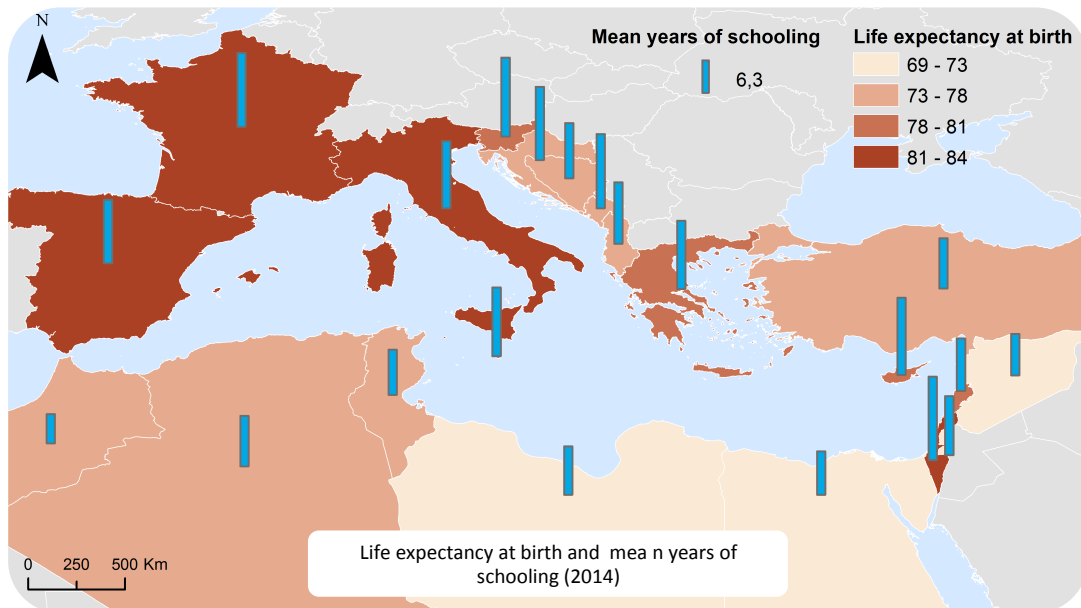 N
Mean years of schooling
6,3
Life expectancy at birth
69 - 73
73 - 78
78 - 81
81 - 84
0 250 500 Km
Life expectancy at birth and mea n years of
schooling (2014)